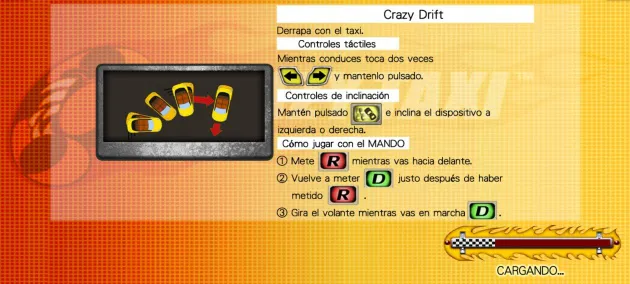 Crazy Drift
Derrapa con el taxi.
Controles táctiles
Mientras conduces toca dos veces
y mantenlo pulsado.
Controles de inclinación
Mantén pulsado e inclina el dispositivo a
izquierda o derecha.
Cómo jugar con el MANDO
① Mete R mientras vas hacia delante.
② Vuelve a meter D justo después de haber
metido R .
③ Gira el volante mientras vas en marcha D .
CARGANDO...